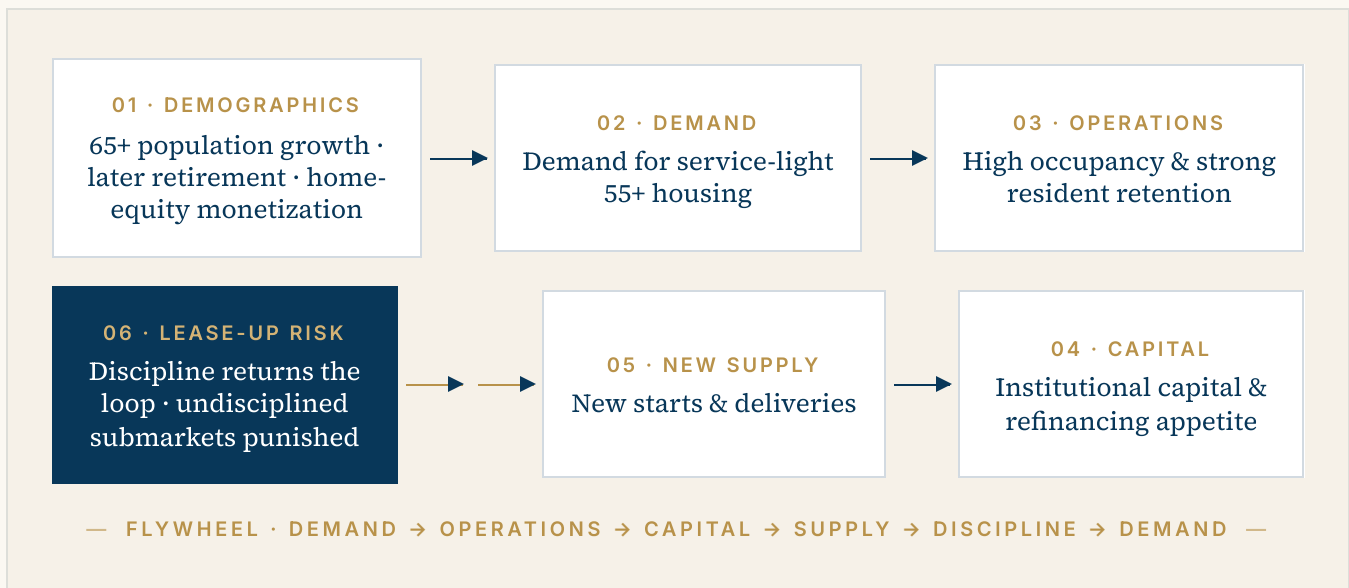 01 · DEMOGRAPHICS
65+ population growth ·
later retirement · home-
equity monetization
02 · DEMAND
Demand for service-light
55+ housing
03 · OPERATIONS
High occupancy & strong
resident retention
06 · LEASE-UP RISK
Discipline returns the
loop · undisciplined
submarkets punished
05 · NEW SUPPLY
New starts & deliveries
04 · CAPITAL
Institutional capital &
refinancing appetite
— FLYWHEEL · DEMAND → OPERATIONS → CAPITAL → SUPPLY → DISCIPLINE → DEMAND —